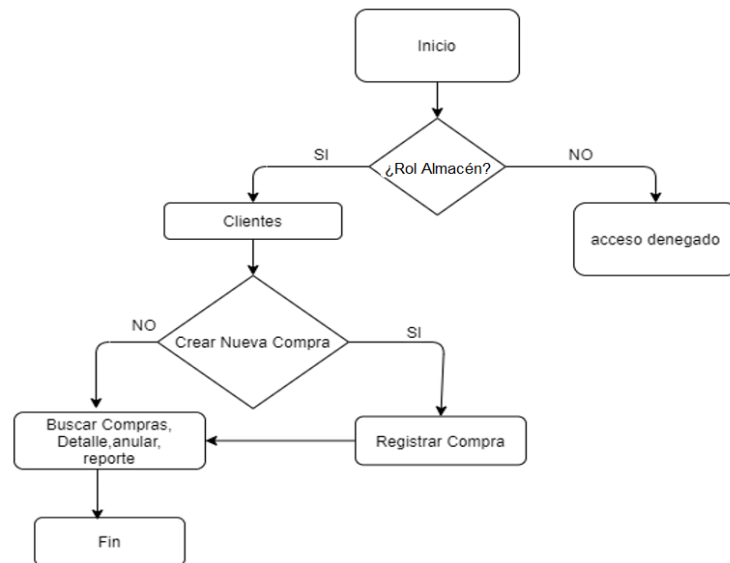 Inicio
¿Rol Almacén?
SI
NO
Clientes
acceso denegado
Crear Nueva Compra
NO
SI
Buscar Compras,
Detalle,anular,
reporte
Registrar Compra
Fin